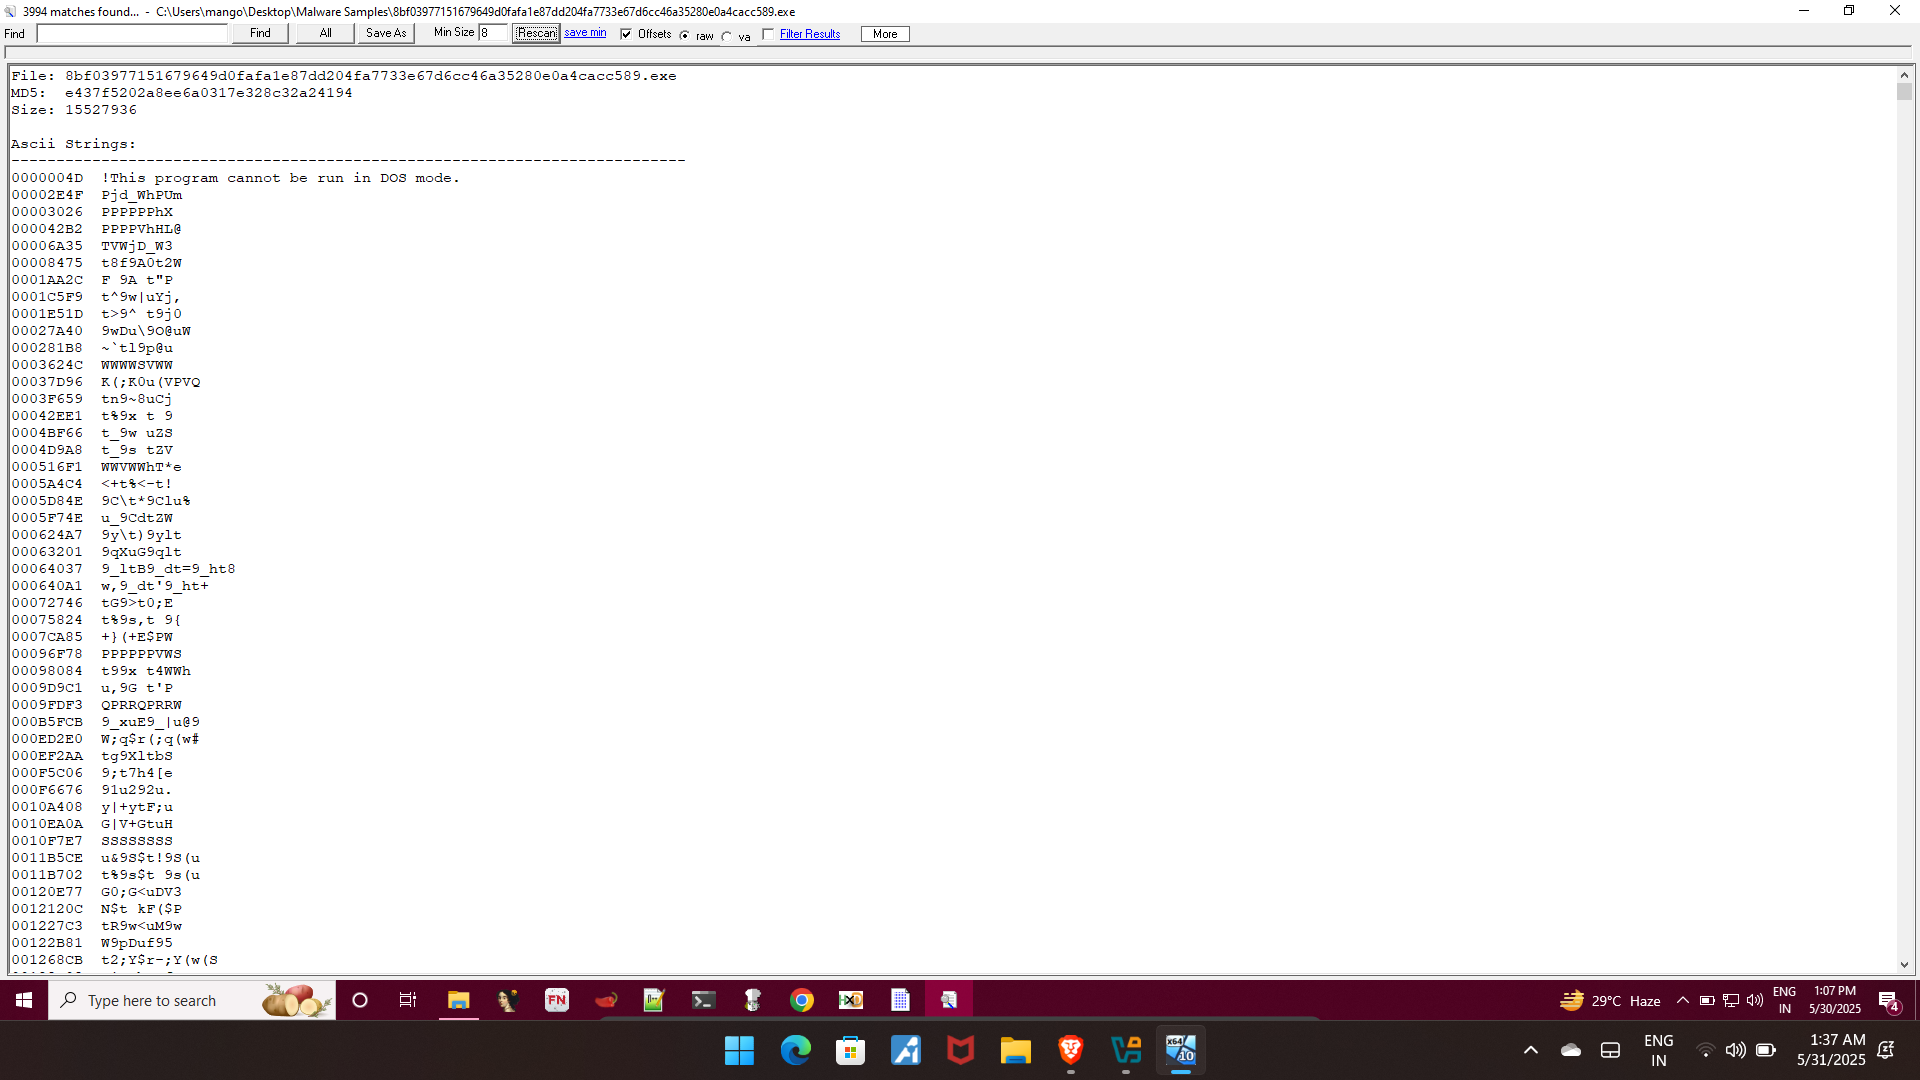 3994 matches found... - C:\Users\mango\Desktop\Malware Samples\8bf03977151679649d0fafa1e87dd204fa7733e67d6cc46a35280e0a4cacc589.exe
Find Find All Save As Min Size 8 Rescan save min Offsets raw va Filter Results More
File: 8bf03977151679649d0fafa1e87dd204fa7733e67d6cc46a35280e0a4cacc589.exe
MD5: e437f5202a8ee6a0317e328c32a24194
Size: 15527936
Ascii Strings:
---------------------------------------------------------------------------
0000004D !This program cannot be run in DOS mode.
00002E4F Pjd_WhPUm
00003026 PPPPPPhX
000042B2 PPPPVhHL@
00006A35 TVWjD_W3
00008475 t8f9A0t2W
0001AA2C F 9A t"P
0001C5F9 t^9w|uYj,
0001E51D t>9^ t9j0
00027A40 9wDu\9O@uW
000281B8 ~`tl9p@u
0003624C WWWWSVWW
00037D96 K(;K0u(VPVQ
0003F659 tn9~8uCj
00042EE1 t%9x t 9
0004BF66 t_9w uZS
0004D9A8 t_9s tZV
000516F1 WWVWWhT*e
0005A4C4 <+t%<-t!
0005D84E 9C\t*9Clu%
0005F74E u_9CdtZW
000624A7 9y\t)9ylt
00063201 9qXuG9qlt
00064037 9_ltB9_dt=9_ht8
000640A1 w,9_dt'9_ht+
00072746 tG9>t0;E
00075824 t%9s,t 9{
0007CA85 +}(+E$PW
00096F78 PPPPPPVWS
00098084 t99x t4WWh
0009D9C1 u,9G t'P
0009FDF3 QPRRQPRRW
000B5FCB 9_xuE9_|u@9
000ED2E0 W;q$r(;q(w#
000EF2AA tg9XltbS
000F5C06 9;t7h4[e
000F6676 91u292u.
0010A408 y|+ytF;u
0010EA0A G|V+GtuH
0010F7E7 SSSSSSSS
0011B5CE u&9S$t!9S(u
0011B702 t%9s$t 9s(u
00120E77 G0;G<uDV3
0012120C N$t kF($P
001227C3 tR9w<uM9w
00122B81 W9pDuf95
001268CB t2;Y$r-;Y(w(S
Type here to search 29°C Haze ENG IN 1:07 PM 5/30/2025 4
ENG IN 1:37 AM 5/31/2025